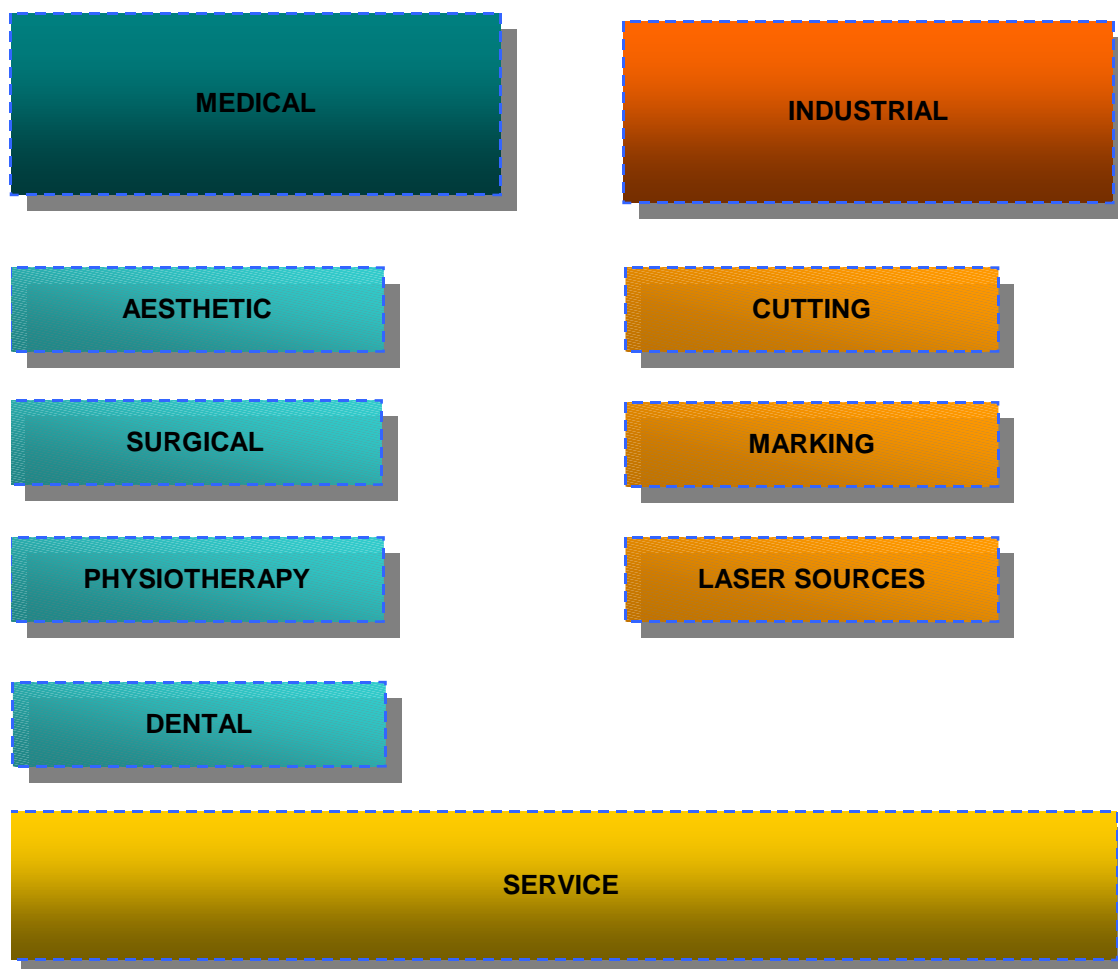 MEDICAL
INDUSTRIAL
AESTHETIC
CUTTING
SURGICAL
MARKING
PHYSIOTHERAPY
LASER SOURCES
DENTAL
SERVICE